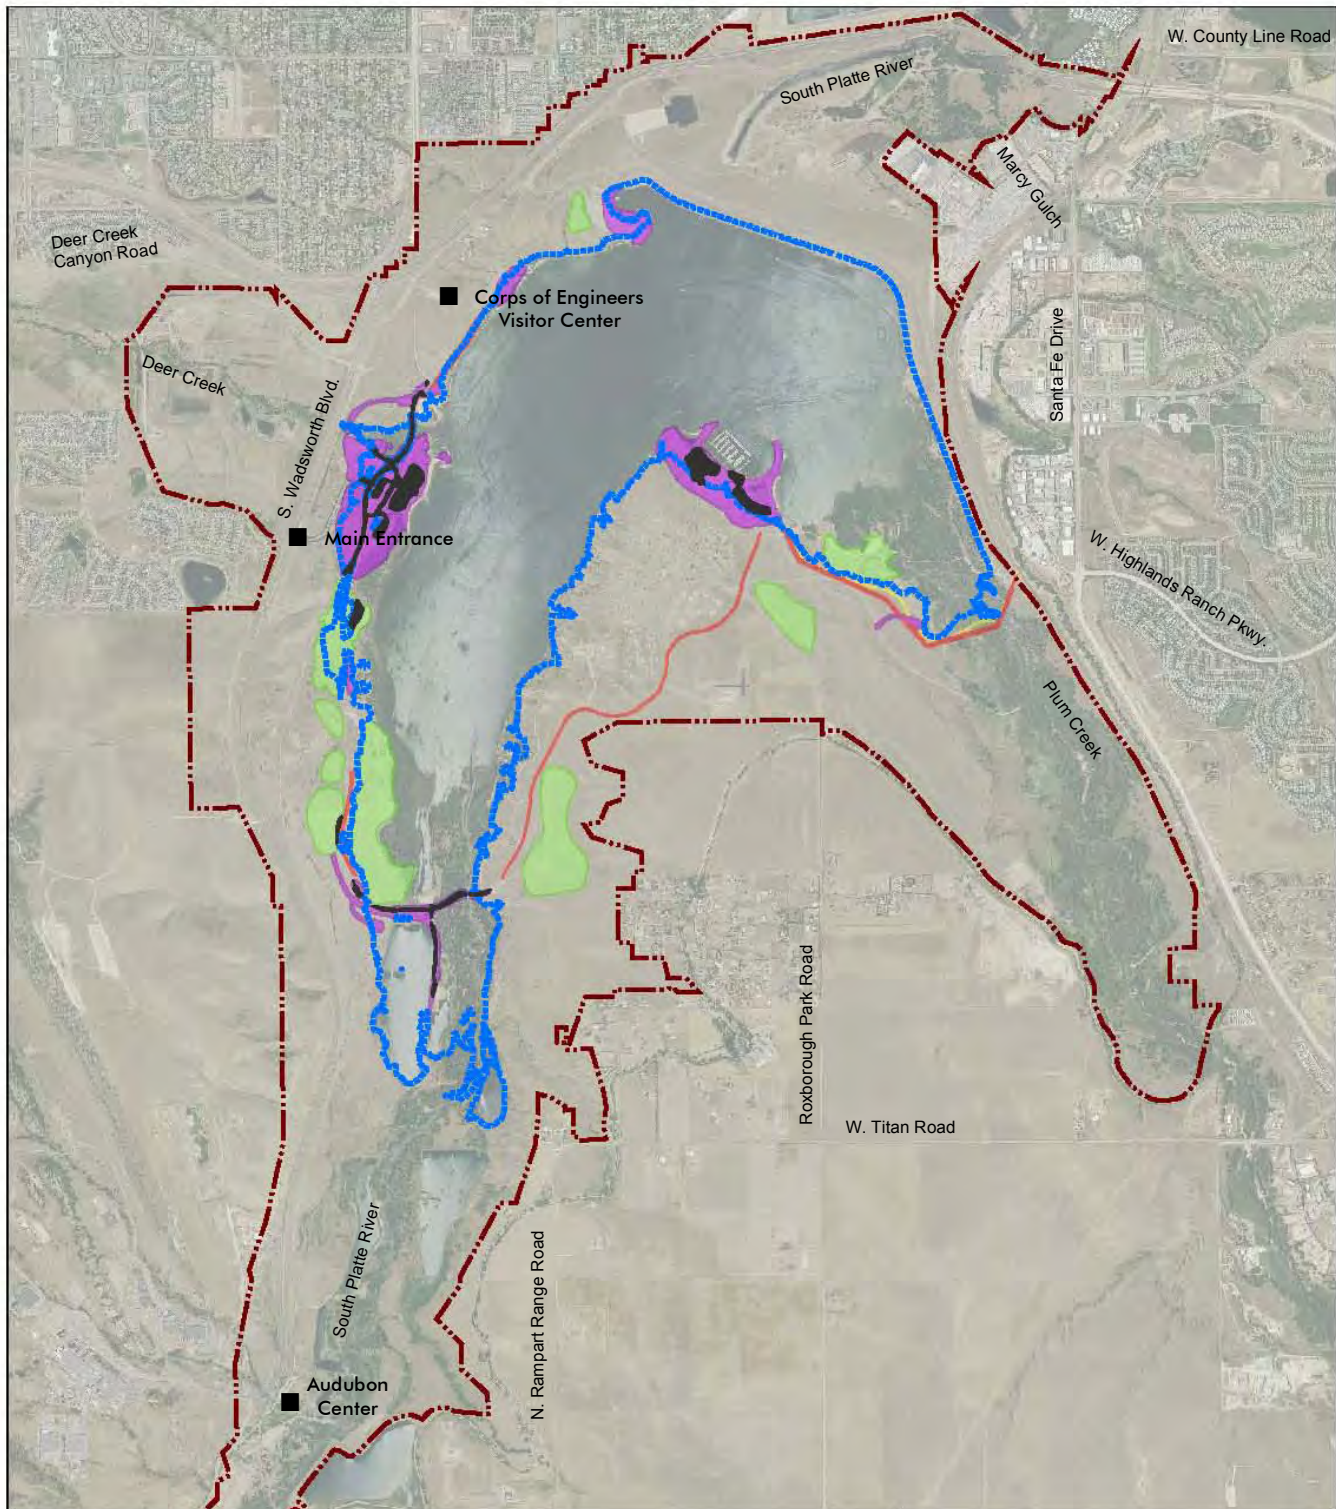 W. County Line Road
South Platte River
Marcy Gulch
Deer Creek
Canyon Road
Corps of Engineers
Visitor Center
Santa Fe Drive
Deer Creek
S. Wadsworth Blvd.
Main Entrance
W. Highlands Ranch Pkwy.
Plum Creek
Roxborough Park Road
W. Titan Road
South Platte River
N. Rampart Range Road
Audubon
Center